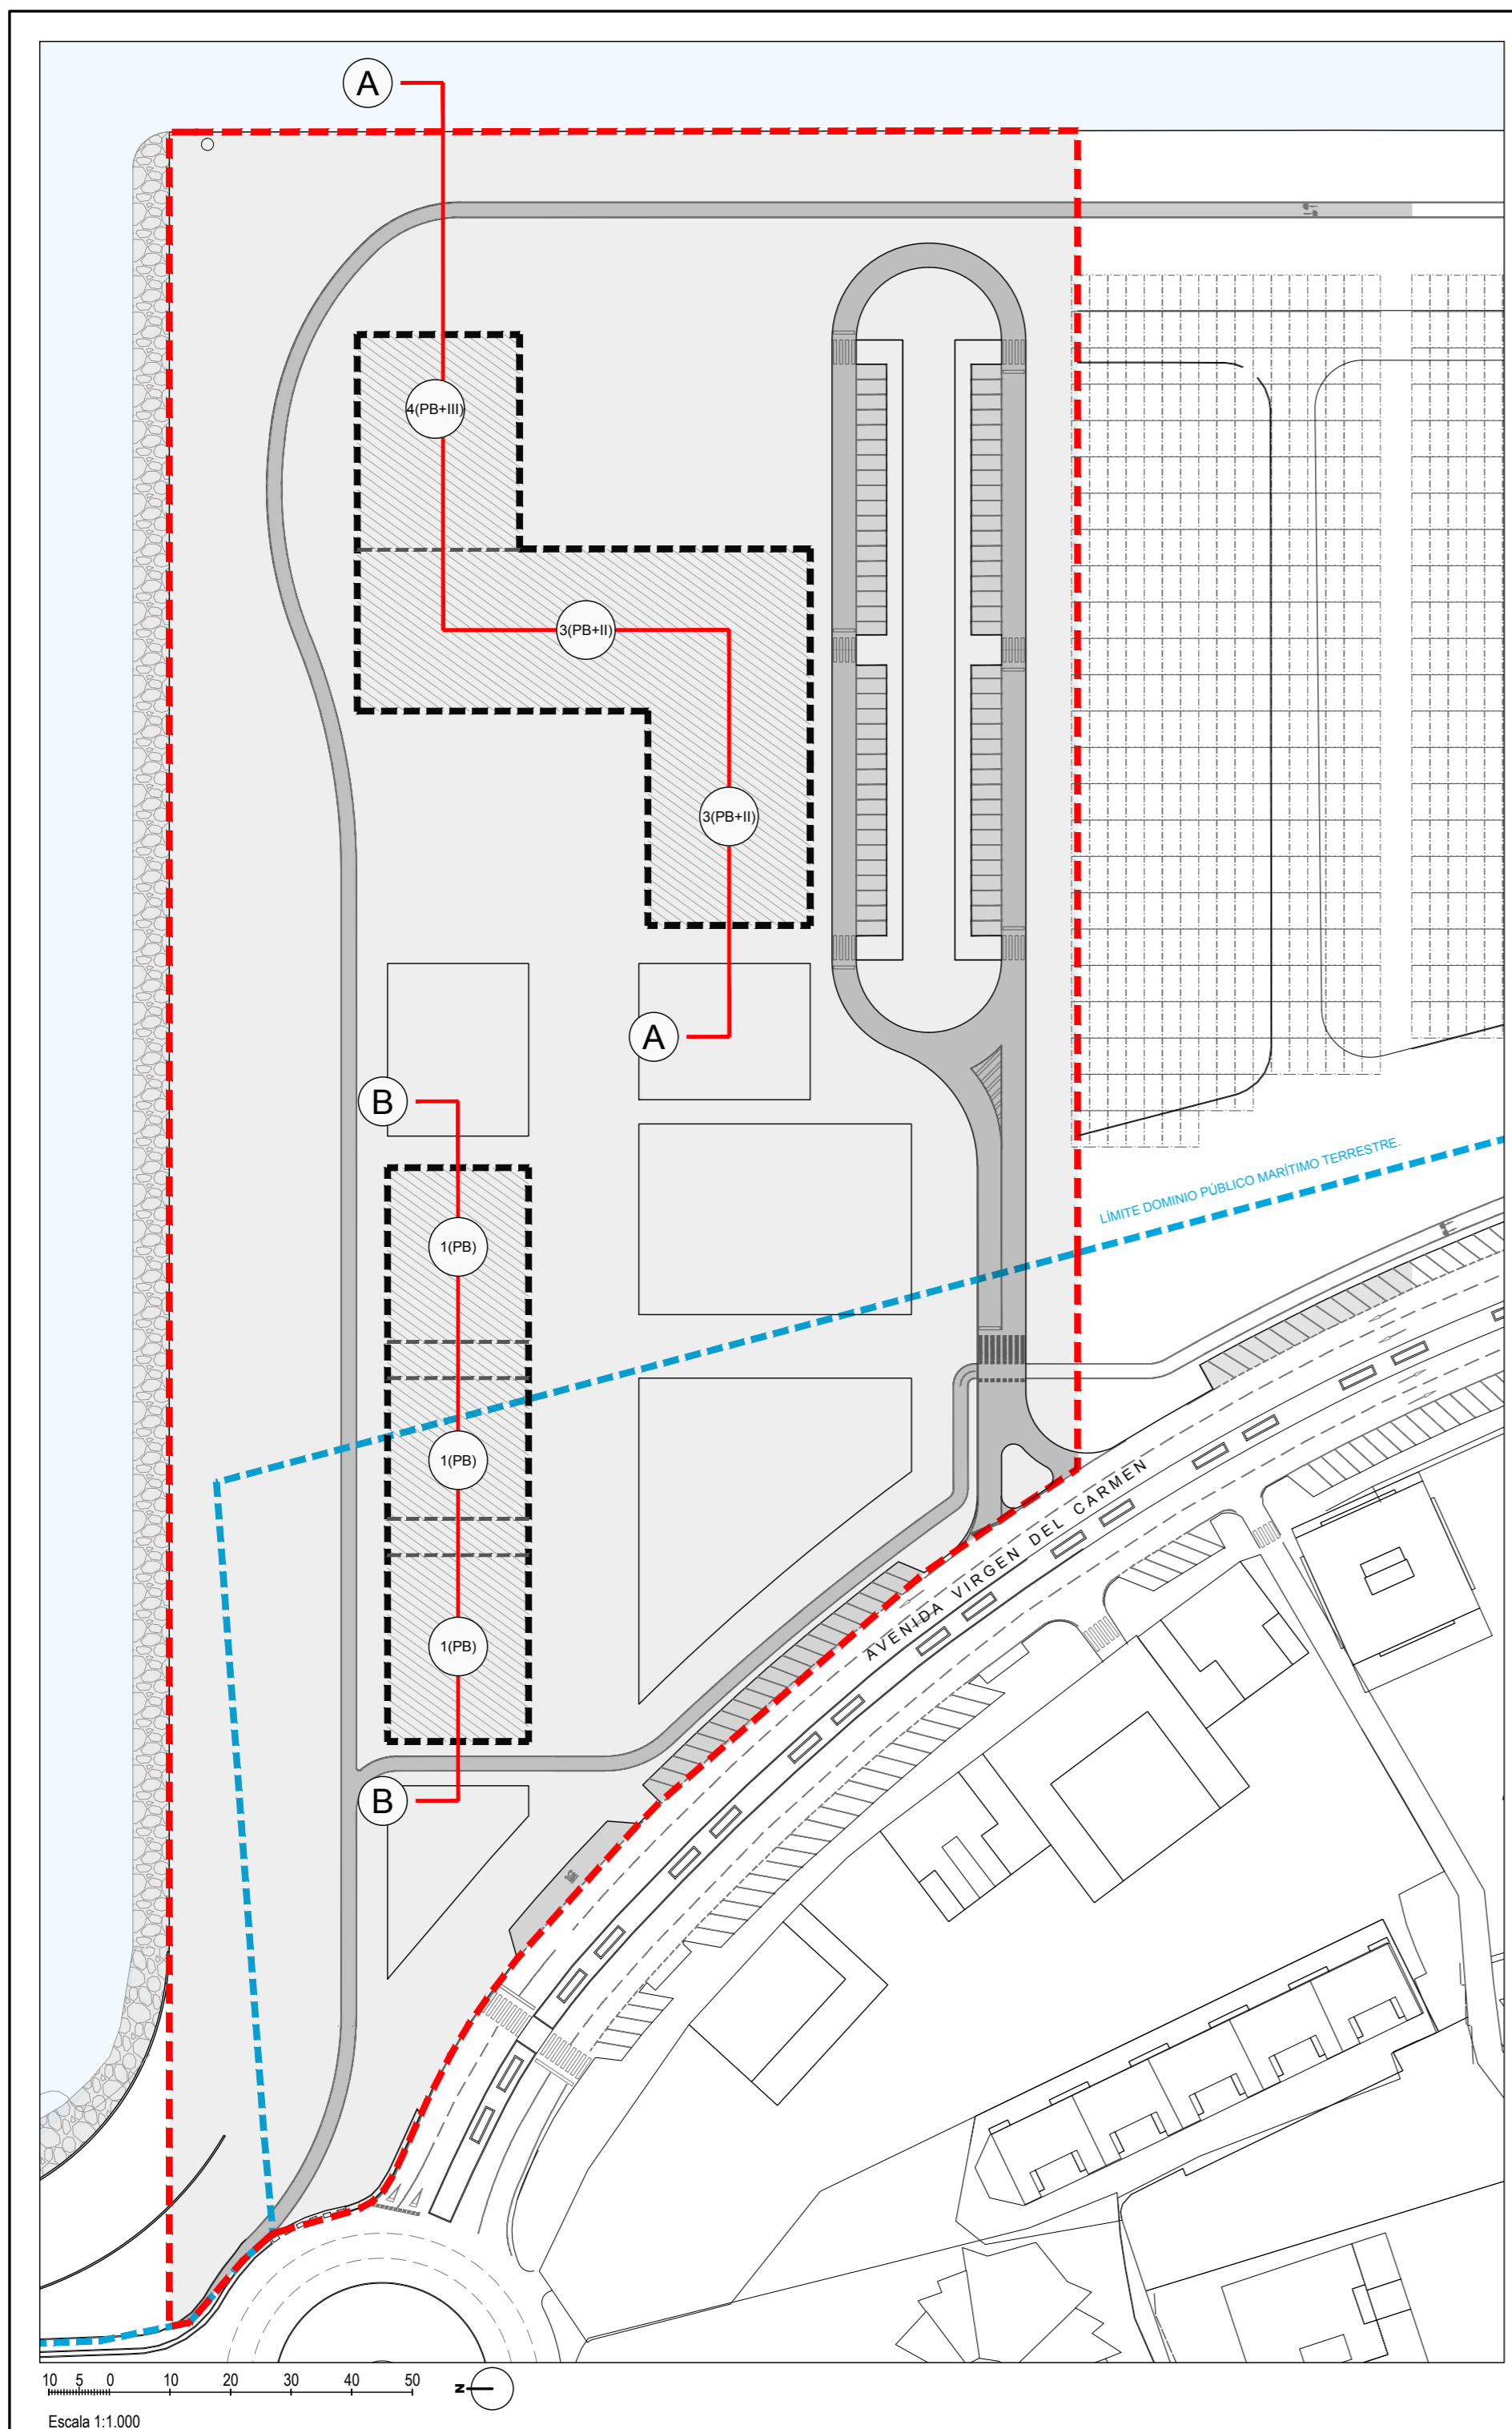 A
4(PB+III)
3(PB+II)
3(PB+II)
A
B
LÍMITE DOMINIO PÚBLICO MARÍTIMO TERRESTRE.
1(PB)
1(PB)
AVENIDA VIRGEN DEL CARMEN
1(PB)
B
10 5 0 10 20 30 40 50
N
Escala 1:1.000